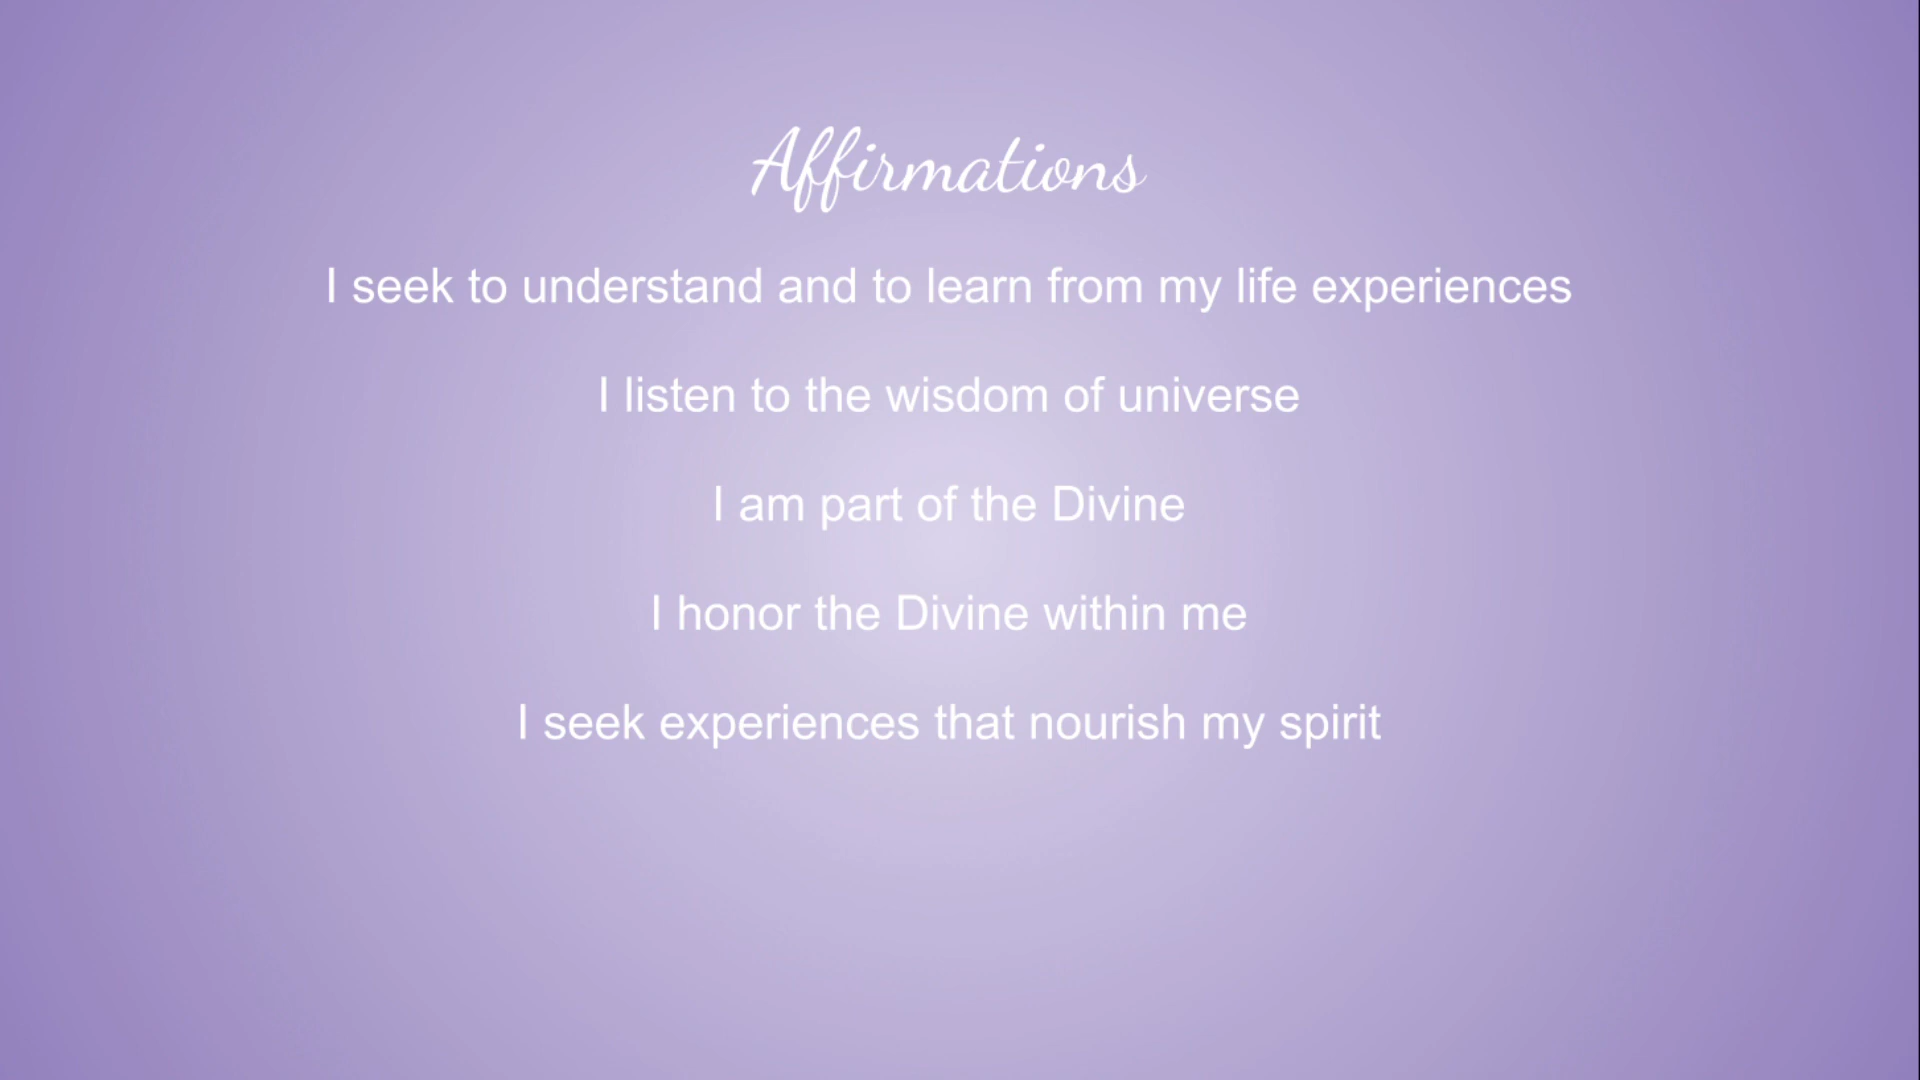 Affirmations
I seek to understand and to learn from my life experiences
I listen to the wisdom of universe
I am part of the Divine
I honor the Divine within me
I seek experiences that nourish my spirit